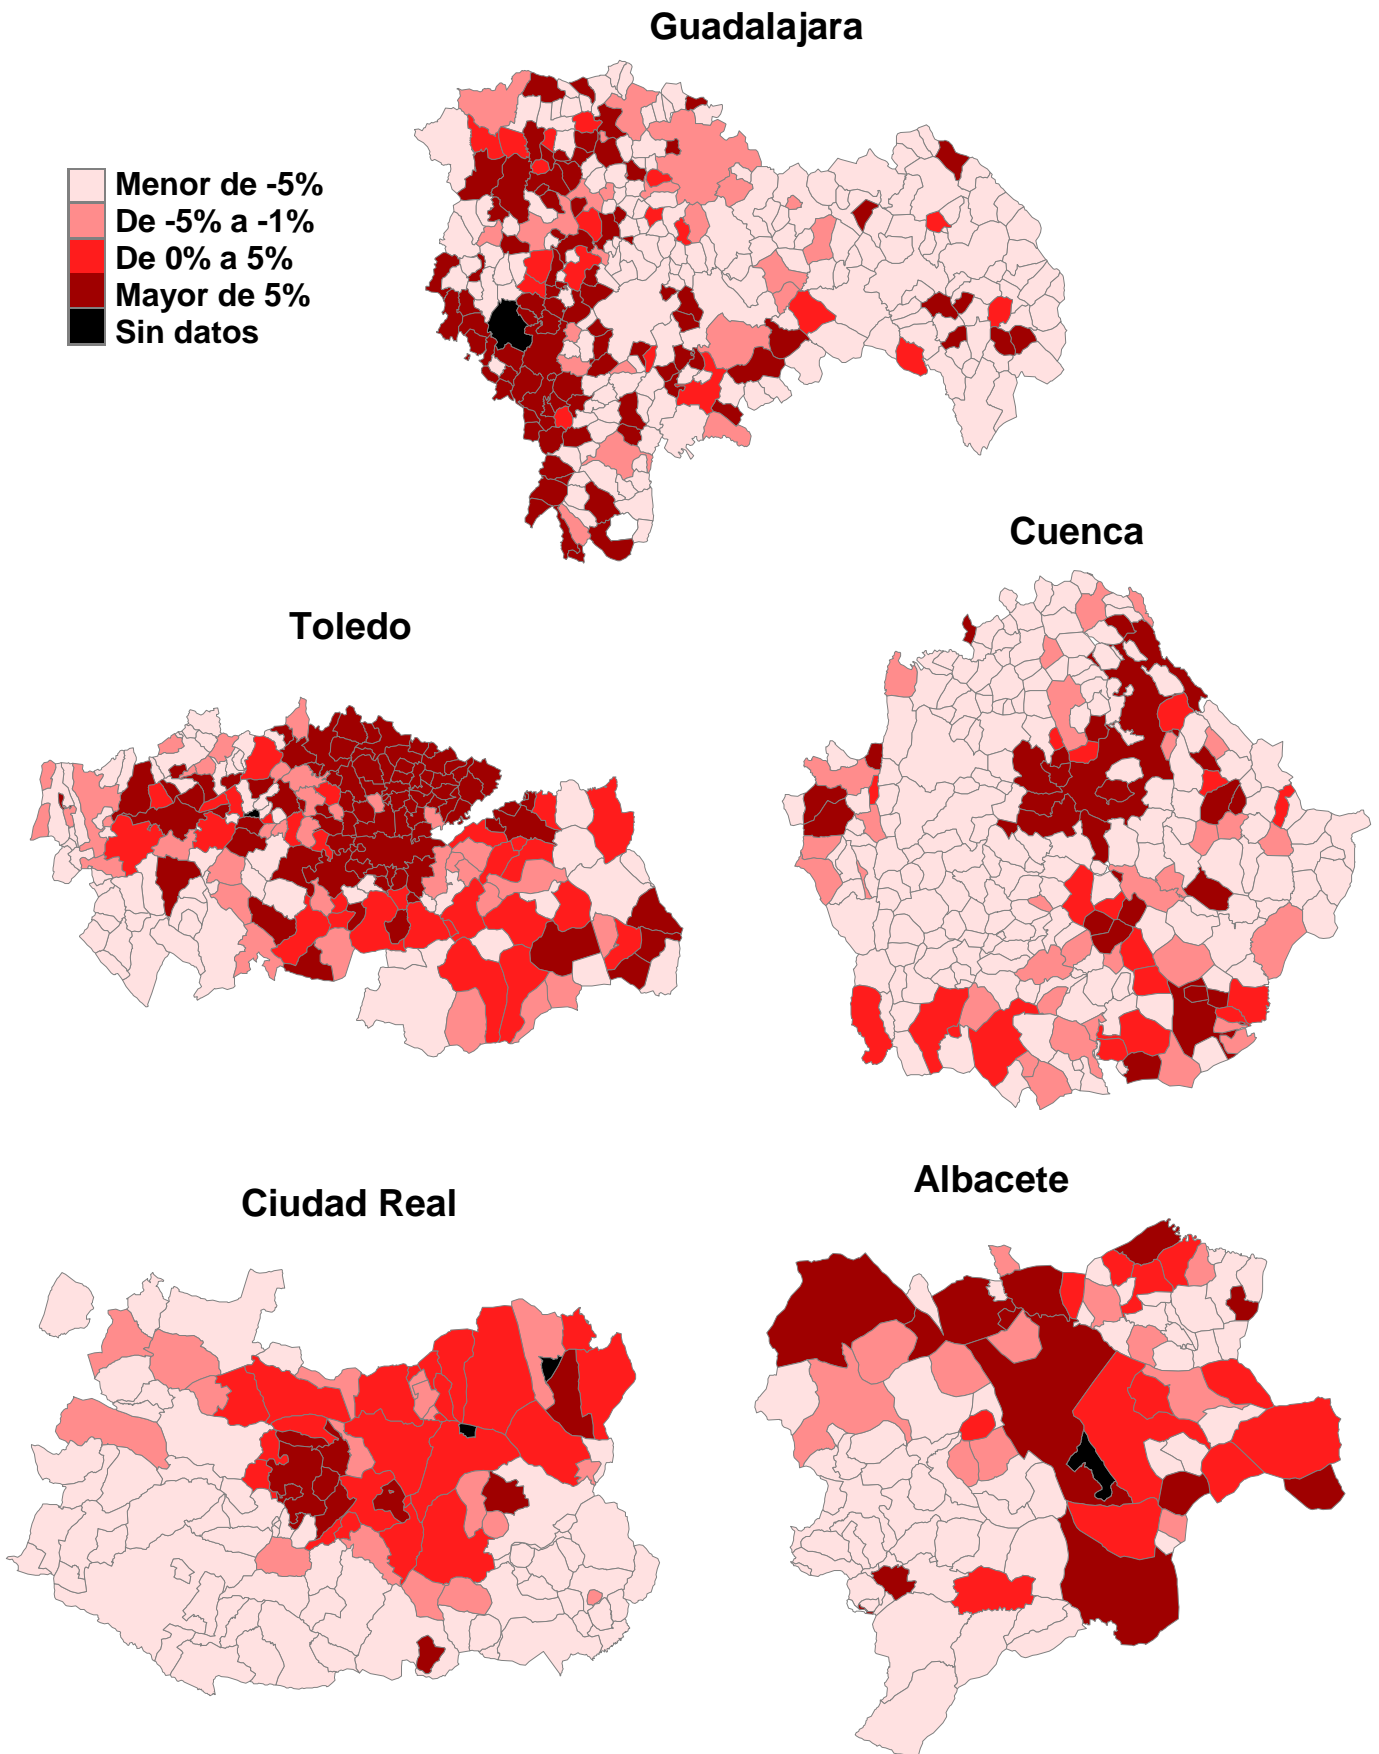 Guadalajara
Menor de -5%
De -5% a -1%
De 0% a 5%
Mayor de 5%
Sin datos
Cuenca
Toledo
Albacete
Ciudad Real